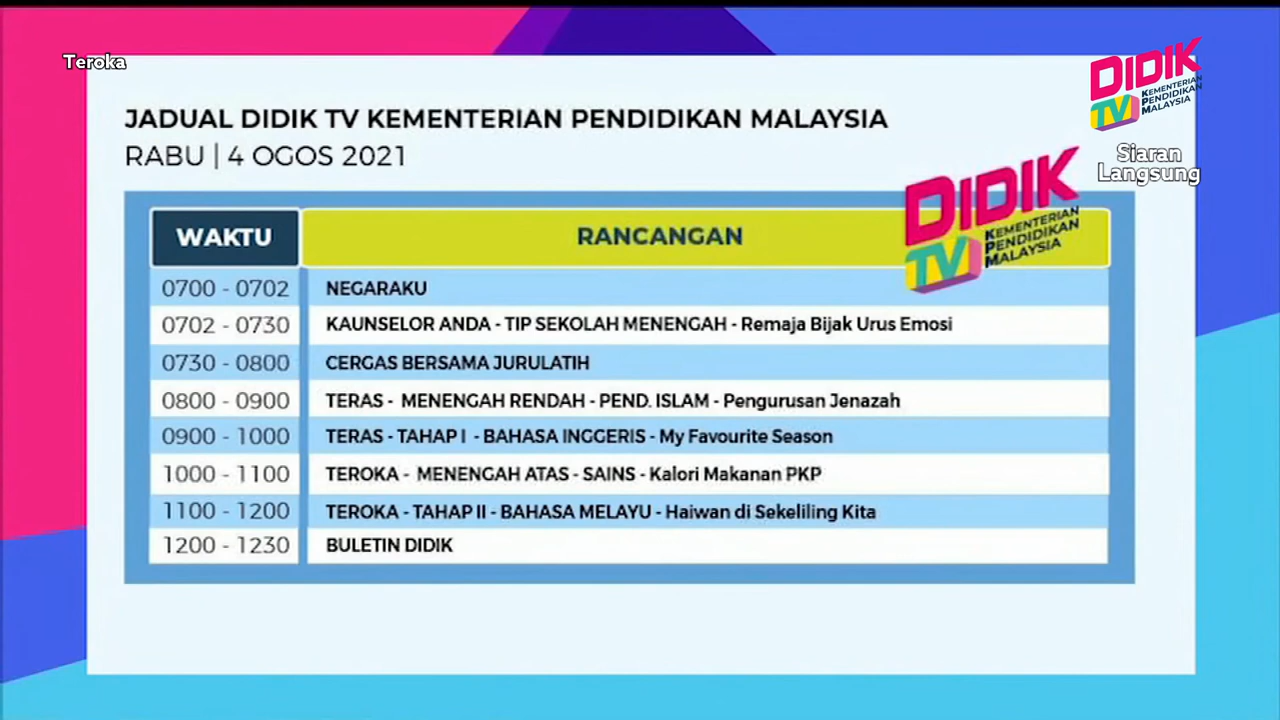 Teroka
DIDIK
TV KEMENTERIAN
PENDIDIKAN
MALAYSIA
Siaran
Langsung
JADUAL DIDIK TV KEMENTERIAN PENDIDIKAN MALAYSIA
RABU | 4 OGOS 2021
DIDIK
TV KEMENTERIAN
PENDIDIKAN
MALAYSIA
WAKTU RANCANGAN
0700 - 0702 NEGARAKU
0702 - 0730 KAUNSELOR ANDA - TIP SEKOLAH MENENGAH - Remaja Bijak Urus Emosi
0730 - 0800 CERGAS BERSAMA JURULATIH
0800 - 0900 TERAS - MENENGAH RENDAH - PEND. ISLAM - Pengurusan Jenazah
0900 - 1000 TERAS - TAHAP I - BAHASA INGGERIS - My Favourite Season
1000 - 1100 TEROKA - MENENGAH ATAS - SAINS - Kalori Makanan PKP
1100 - 1200 TEROKA - TAHAP II - BAHASA MELAYU - Haiwan di Sekeliling Kita
1200 - 1230 BULETIN DIDIK